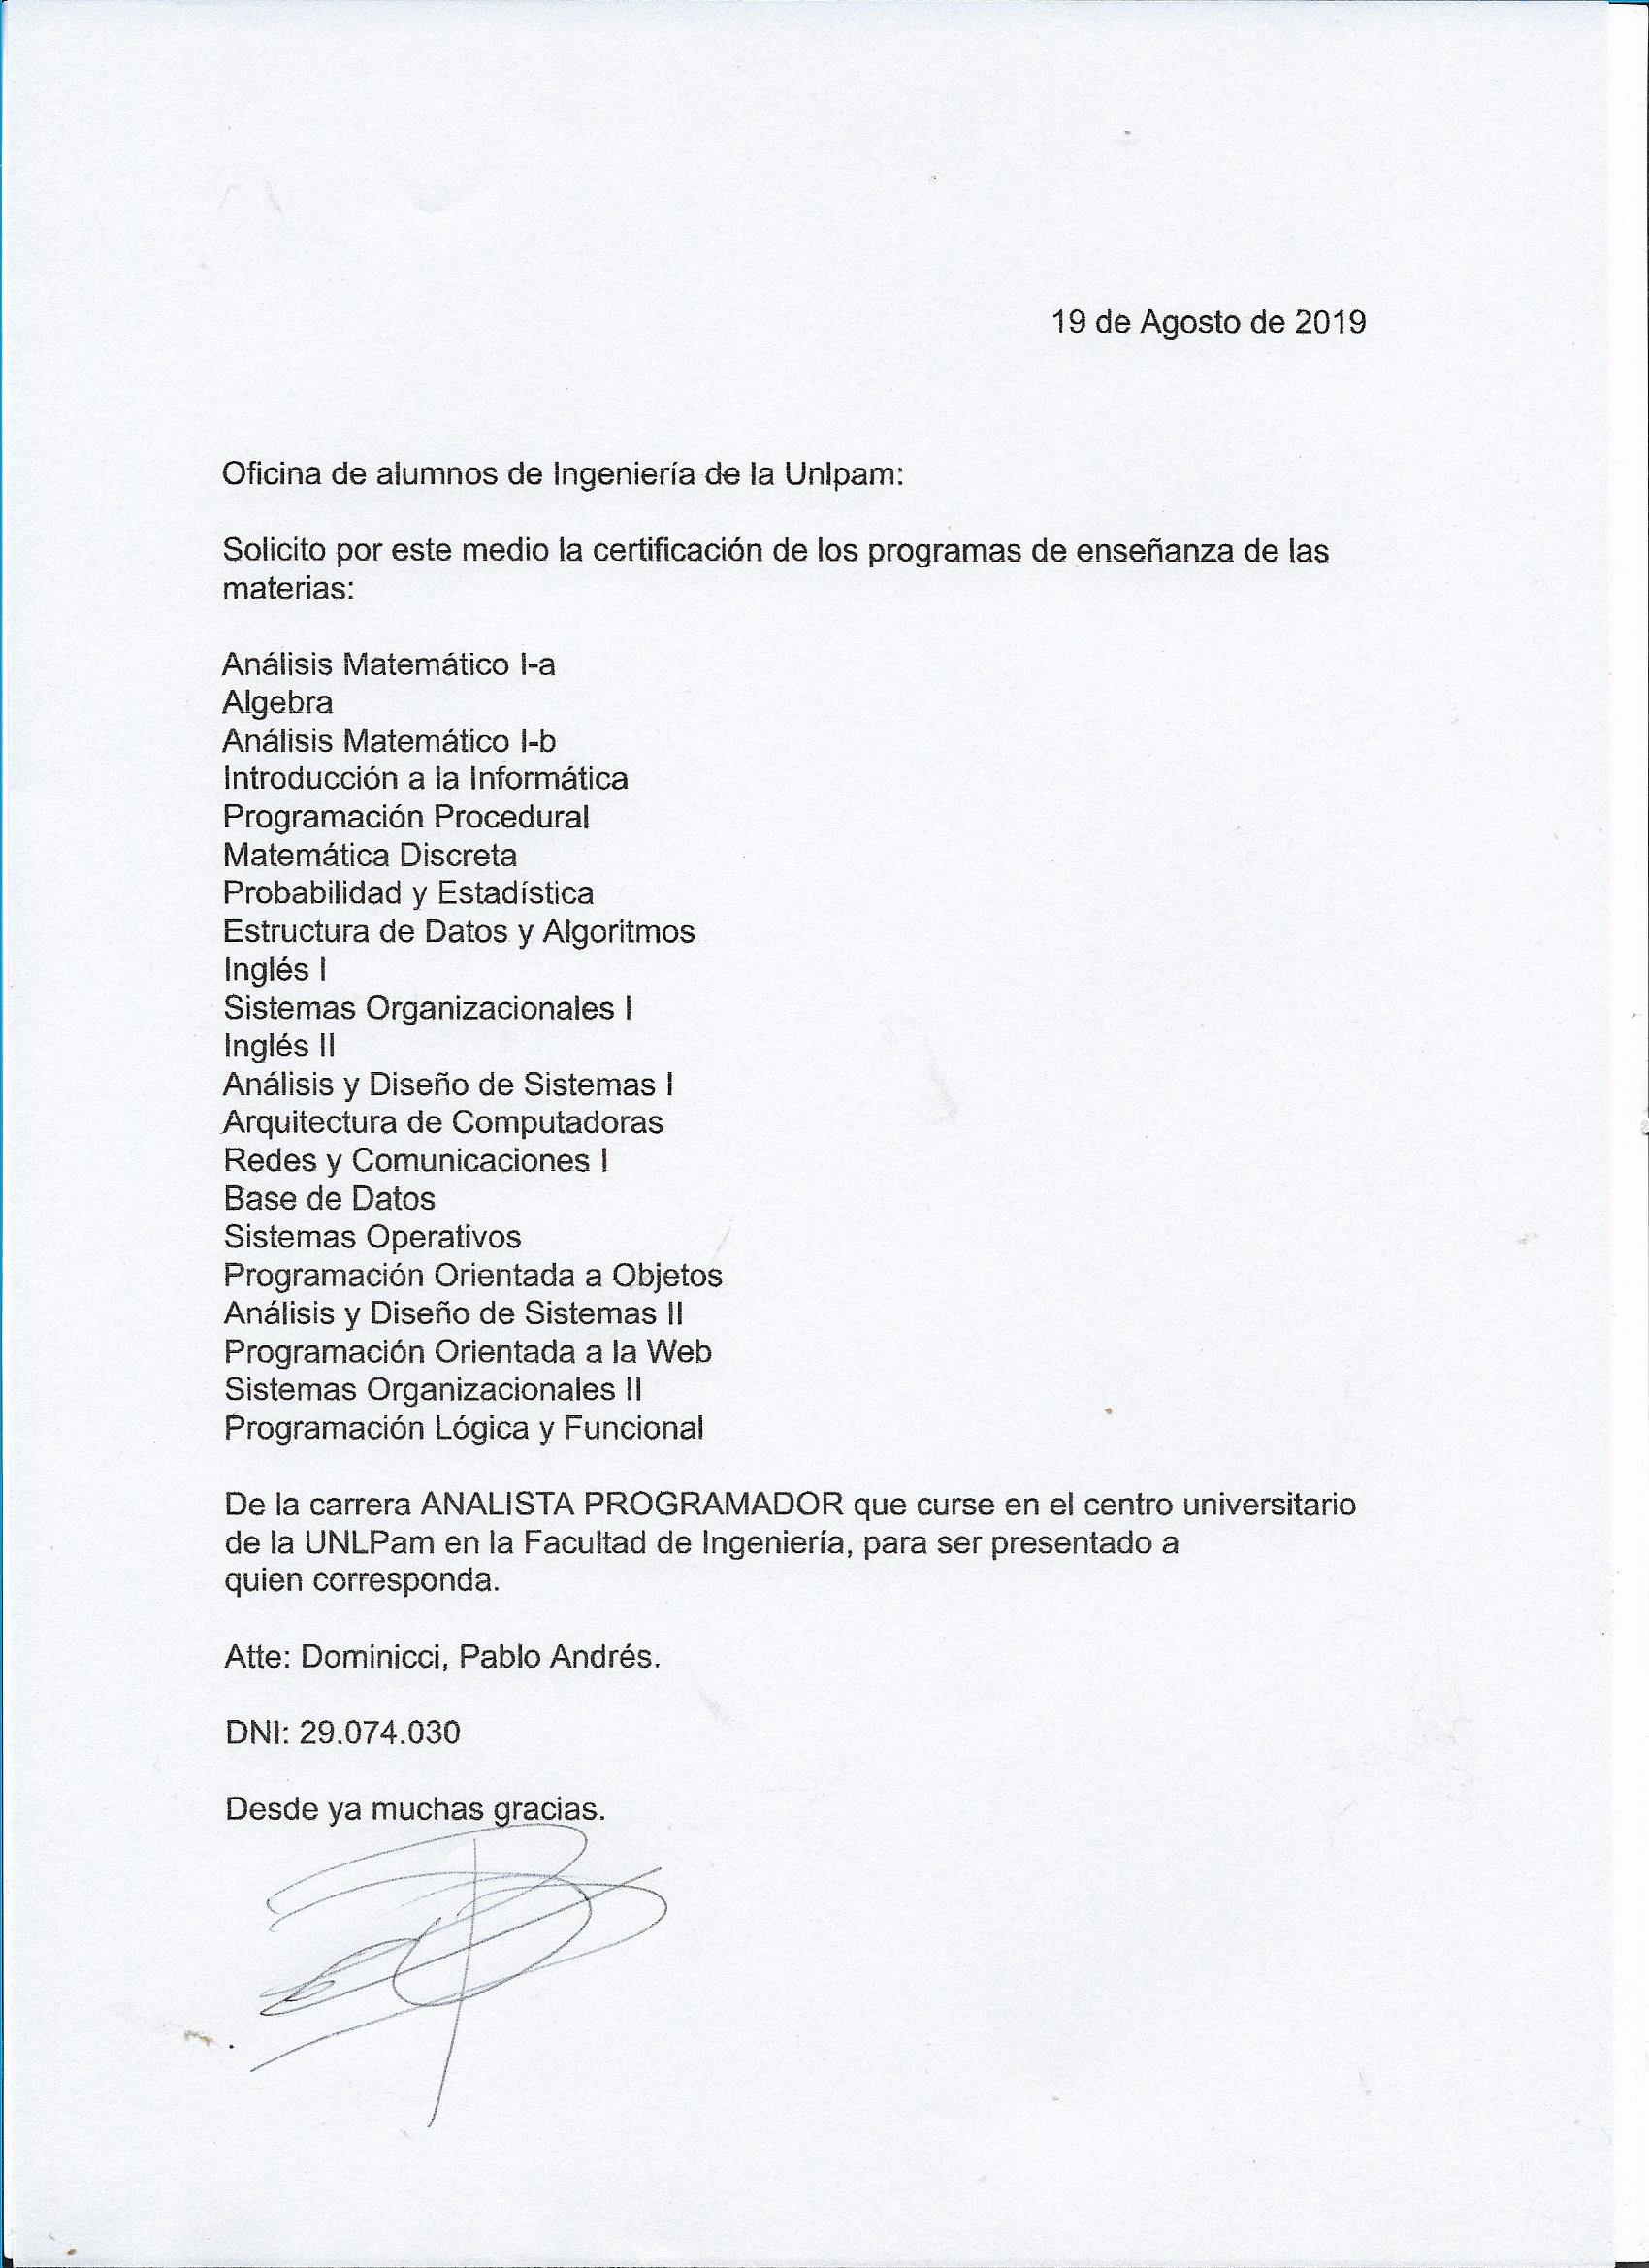 19 de Agosto de 2019
Oficina de alumnos de Ingeniería de la Unlpam:
Solicito por este medio la certificación de los programas de enseñanza de las
materias:
Análisis Matemático I-a
Algebra
Análisis Matemático I-b
Introducción a la Informática
Programación Procedural
Matemática Discreta
Probabilidad y Estadística
Estructura de Datos y Algoritmos
Inglés I
Sistemas Organizacionales I
Inglés II
Análisis y Diseño de Sistemas I
Arquitectura de Computadoras
Redes y Comunicaciones I
Base de Datos
Sistemas Operativos
Programación Orientada a Objetos
Análisis y Diseño de Sistemas II
Programación Orientada a la Web
Sistemas Organizacionales II
Programación Lógica y Funcional
De la carrera ANALISTA PROGRAMADOR que curse en el centro universitario
de la UNLPam en la Facultad de Ingeniería, para ser presentado a
quien corresponda.
Atte: Dominicci, Pablo Andrés.
DNI: 29.074.030
Desde ya muchas gracias.